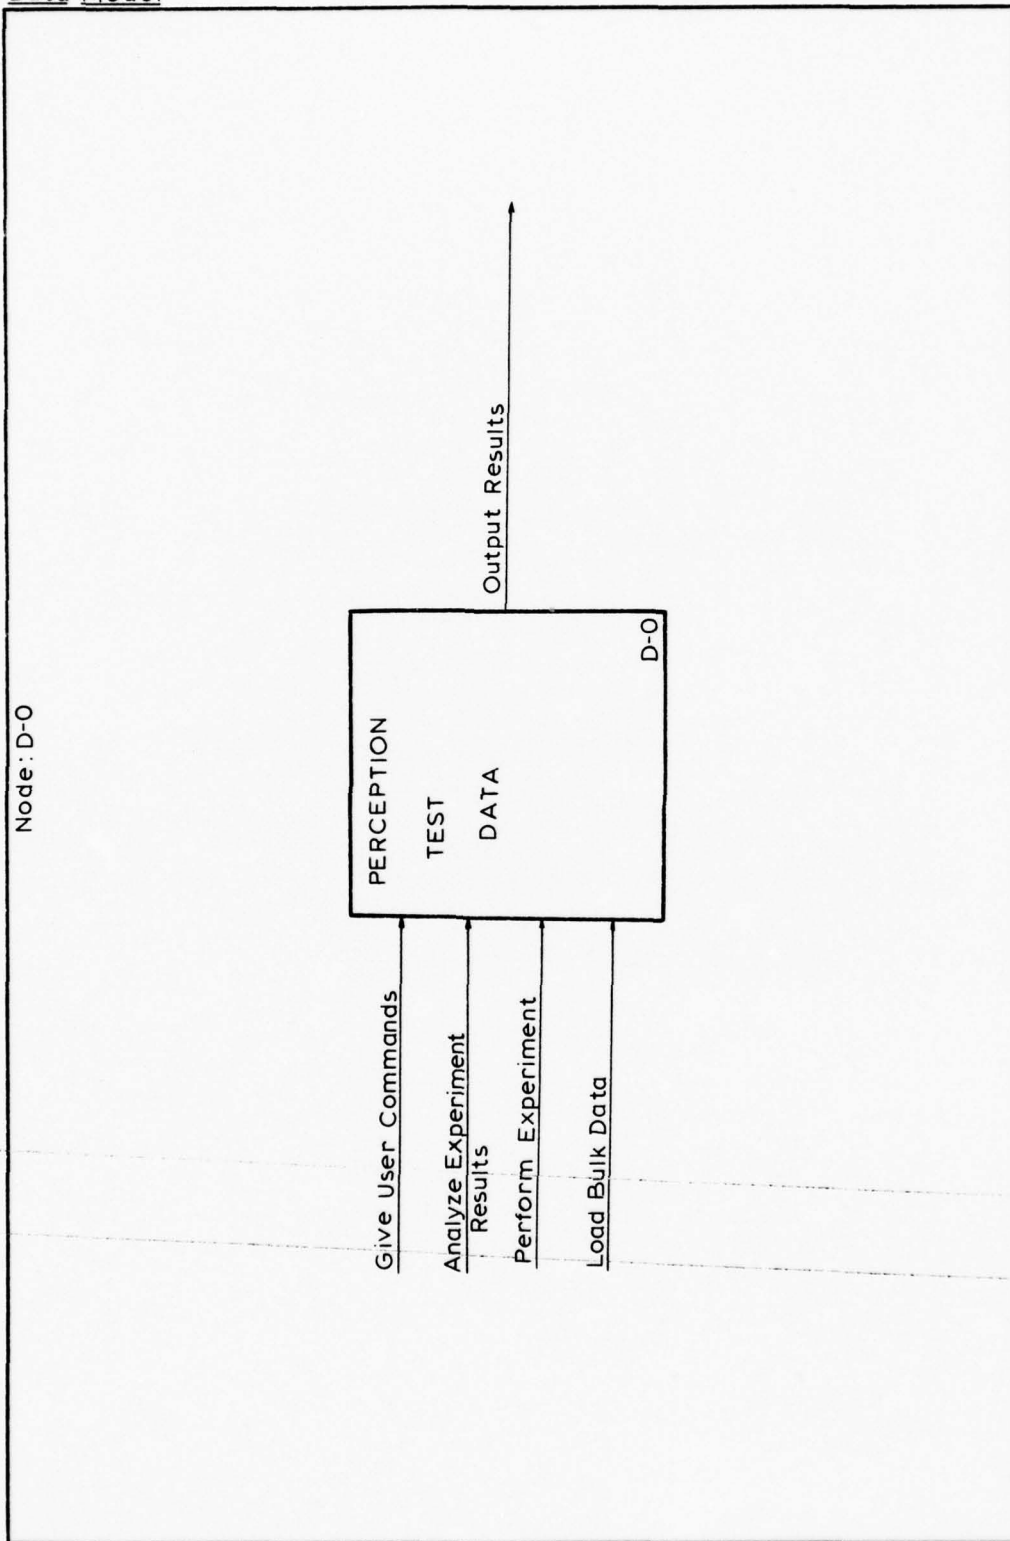 Node: D-0
Give User Commands
Analyze Experiment
Results
Perform Experiment
Load Bulk Data
PERCEPTION
TEST
DATA
D-0
Output Results